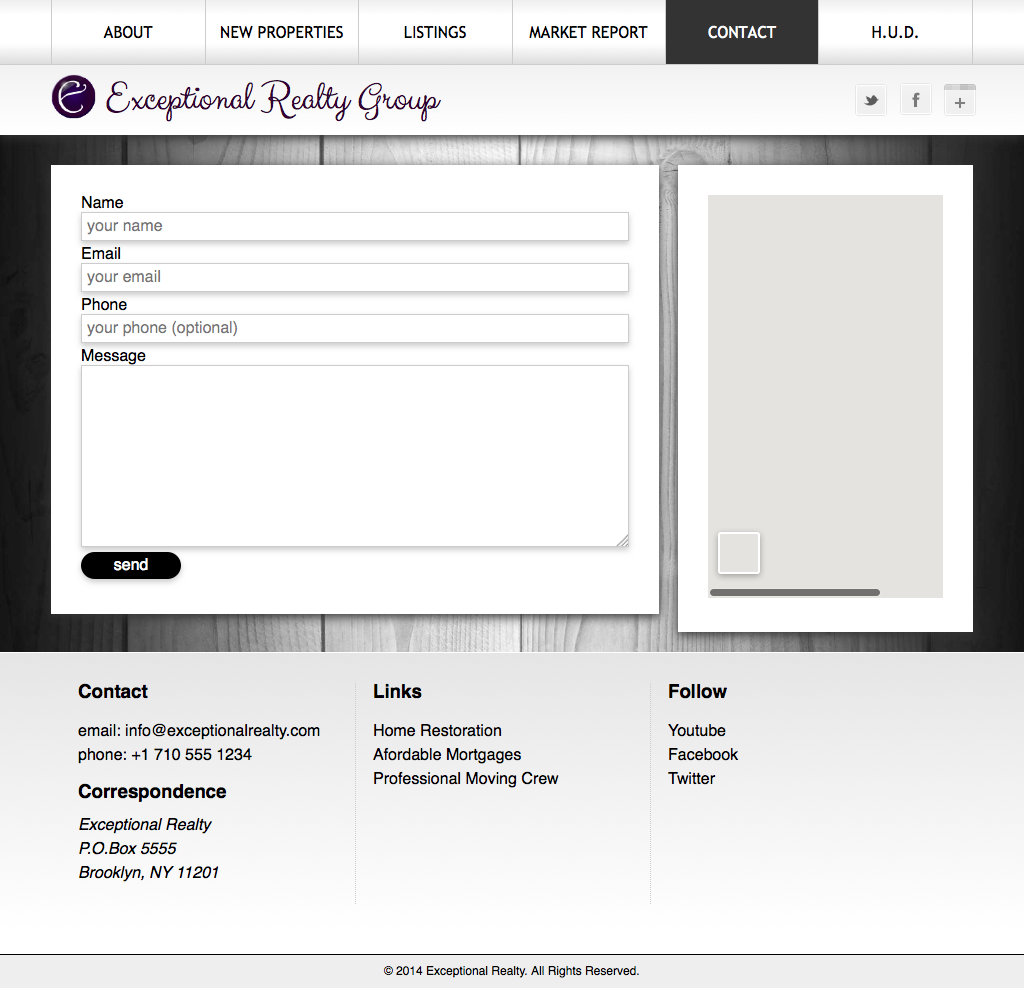 ABOUT
NEW PROPERTIES
LISTINGS
MARKET REPORT
CONTACT
H.U.D.
Exceptional Realty Group
Name
your name
Email
your email
Phone
your phone (optional)
Message
send
Contact
email: info@exceptionalrealty.com
phone: +1 710 555 1234
Correspondence
Exceptional Realty
P.O.Box 5555
Brooklyn, NY 11201
Links
Home Restoration
Afordable Mortgages
Professional Moving Crew
Follow
Youtube
Facebook
Twitter
© 2014 Exceptional Realty. All Rights Reserved.